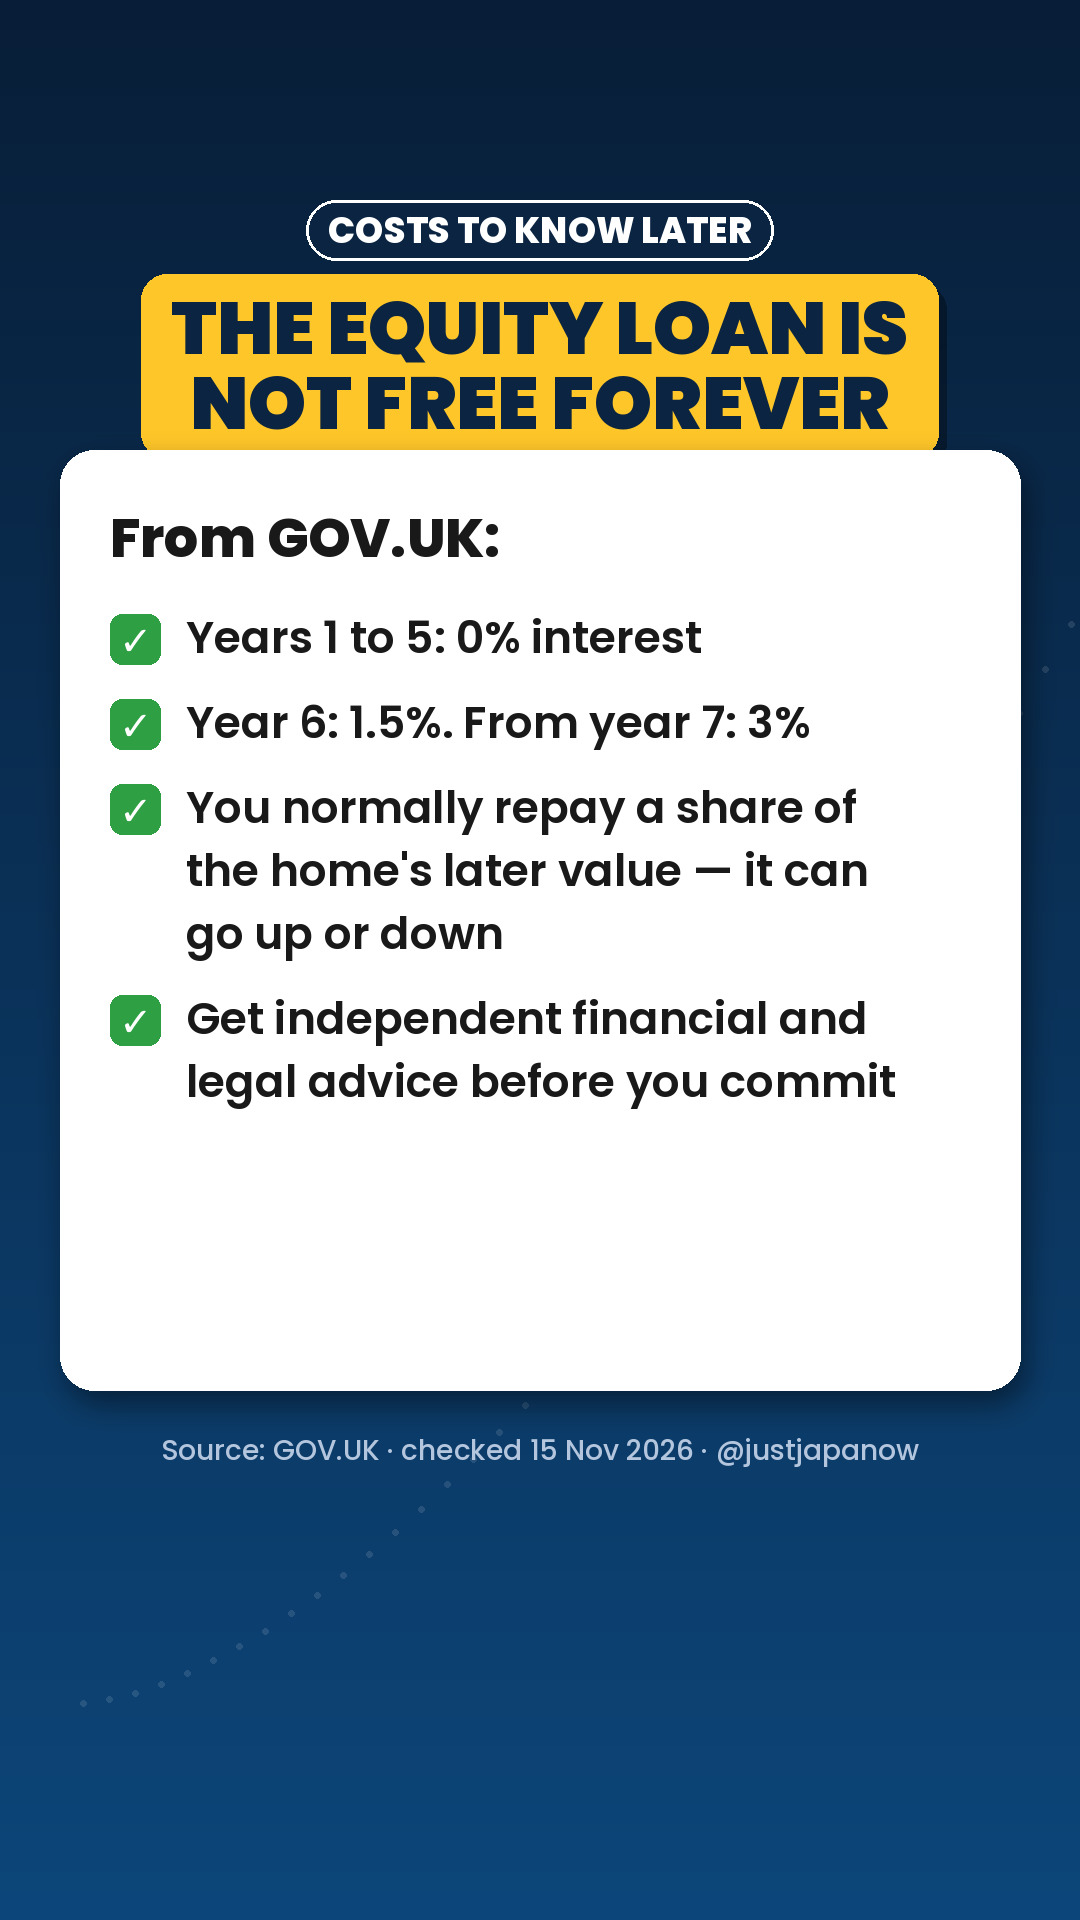 COSTS TO KNOW LATER
THE EQUITY LOAN IS
NOT FREE FOREVER
From GOV.UK:
✓ Years 1 to 5: 0% interest
✓ Year 6: 1.5%. From year 7: 3%
✓ You normally repay a share of
the home's later value — it can
go up or down
✓ Get independent financial and
legal advice before you commit
Source: GOV.UK · checked 15 Nov 2026 · @justjapanow